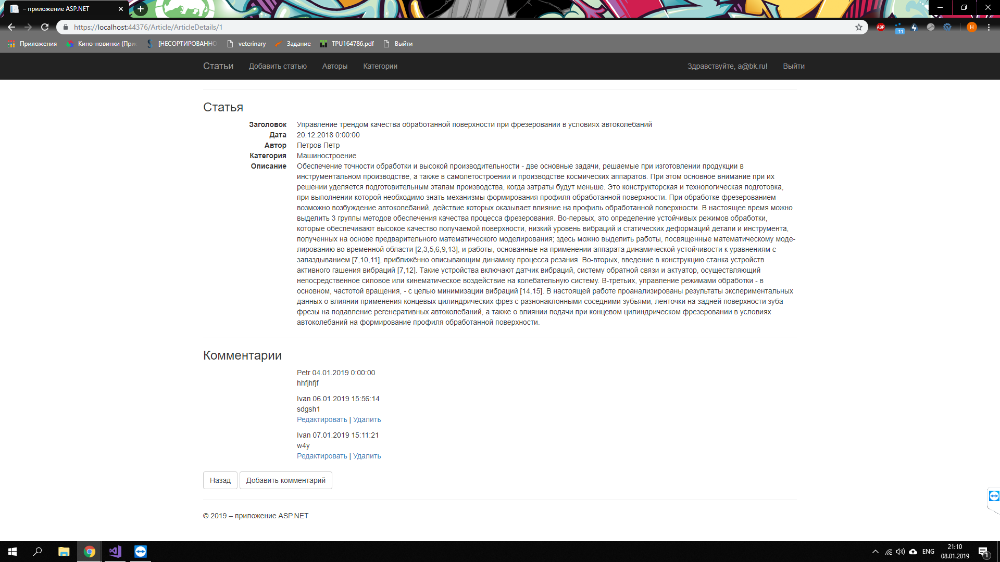 – приложение ASP.NET
https://localhost:44376/Article/ArticleDetails/1
ABP
-11
H
Приложения
Кино-новинки (При
[НЕСОРТИРОВАННО
veterinary
Задание
TPU164786.pdf
Выйти
Статьи
Добавить статью
Авторы
Категории
Здравствуйте, a@bk.ru!
Выйти
Статья
Заголовок Управление трендом качества обработанной поверхности при фрезеровании в условиях автоколебаний
Дата 20.12.2018 0:00:00
Автор Петров Петр
Категория Машиностроение
Описание Обеспечение точности обработки и высокой производительности - две основные задачи, решаемые при изготовлении продукции в
инструментальном производстве, а также в самолетостроении и производстве космических аппаратов. При этом основное внимание при их
решении уделяется подготовительным этапам производства, когда затраты будут меньше. Это конструкторская и технологическая подготовка,
при выполнении которой необходимо знать механизмы формирования профиля обработанной поверхности. При обработке фрезерованием
возможно возбуждение автоколебаний, действие которых оказывает влияние на профиль обработанной поверхности. В настоящее время можно
выделить 3 группы методов обеспечения качества процесса фрезерования. Во-первых, это определение устойчивых режимов обработки,
которые обеспечивают высокое качество получаемой поверхности, низкий уровень вибраций и статических деформаций детали и инструмента,
полученных на основе предварительного математического моделирования; здесь можно выделить работы, посвященные математическому моде-
лированию во временной области [2,3,5,6,9,13], и работы, основанные на применении аппарата динамической устойчивости к уравнениям с
запаздыванием [7,10,11], приближённо описывающим динамику процесса резания. Во-вторых, введение в конструкцию станка устройств
активного гашения вибраций [7,12]. Такие устройства включают датчик вибраций, систему обратной связи и актуатор, осуществляющий
непосредственное силовое или кинематическое воздействие на колебательную систему. В-третьих, управление режимами обработки - в
основном, частотой вращения, - с целью минимизации вибраций [14,15]. В настоящей работе проанализированы результаты экспериментальных
данных о влиянии применения концевых цилиндрических фрез с разнонаклонными соседними зубьями, ленточки на задней поверхности зуба
фрезы на подавление регенеративных автоколебаний, а также о влиянии подачи при концевом цилиндрическом фрезеровании в условиях
автоколебаний на формирование профиля обработанной поверхности.
Комментарии
Petr 04.01.2019 0:00:00
hhfjhfjf
Ivan 06.01.2019 15:56:14
sdgsh1
Редактировать | Удалить
Ivan 07.01.2019 15:11:21
w4y
Редактировать | Удалить
Назад
Добавить комментарий
© 2019 – приложение ASP.NET
ENG
21:10
08.01.2019
1